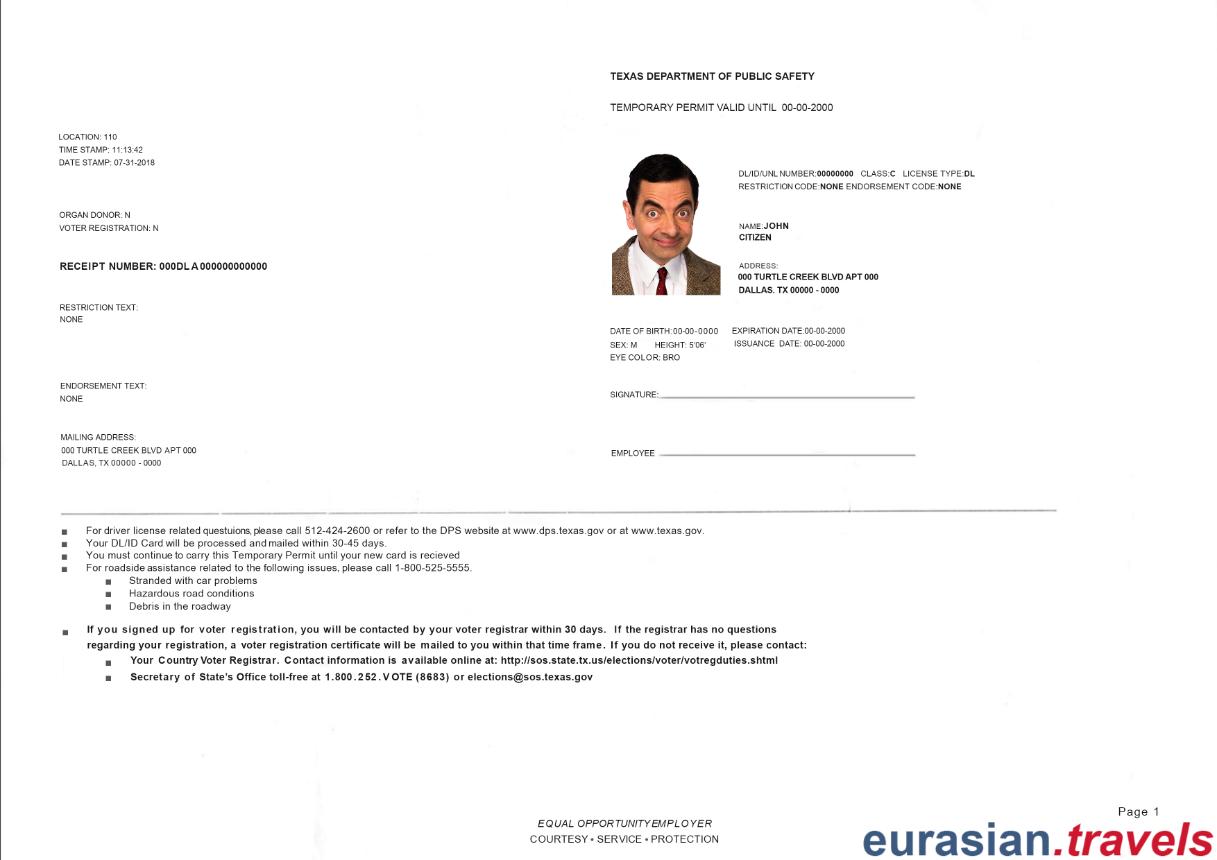 TEXAS DEPARTMENT OF PUBLIC SAFETY
TEMPORARY PERMIT VALID UNTIL 00-00-2000
LOCATION: 110
TIME STAMP: 11:13:42
DATE STAMP: 07-31-2018
ORGAN DONOR: N
VOTER REGISTRATION: N
RECEIPT NUMBER: 000DLA000000000000
RESTRICTION TEXT:
NONE
ENDORSEMENT TEXT:
NONE
MAILING ADDRESS:
000 TURTLE CREEK BLVD APT 000
DALLAS, TX 00000 - 0000
DL/ID/UNL NUMBER:00000000 CLASS:C LICENSE TYPE:DL
RESTRICTION CODE:NONE ENDORSEMENT CODE:NONE
NAME:JOHN
CITIZEN
ADDRESS:
000 TURTLE CREEK BLVD APT 000
DALLAS. TX 00000 - 0000
DATE OF BIRTH:00-00-0000 EXPIRATION DATE:00-00-2000
SEX: M HEIGHT: 5'06' ISSUANCE DATE: 00-00-2000
EYE COLOR: BRO
SIGNATURE:
EMPLOYEE
For driver license related questuions, please call 512-424-2600 or refer to the DPS website at www.dps.texas.gov or at www.texas.gov.
Your DL/ID Card will be processed and mailed within 30-45 days.
You must continue to carry this Temporary Permit until your new card is recieved
For roadside assistance related to the following issues, please call 1-800-525-5555.
Stranded with car problems
Hazardous road conditions
Debris in the roadway
If you signed up for voter registration, you will be contacted by your voter registrar within 30 days. If the registrar has no questions
regarding your registration, a voter registration certificate will be mailed to you within that time frame. If you do not receive it, please contact:
Your Country Voter Registrar. Contact information is available online at: http://sos.state.tx.us/elections/voter/votregduties.shtml
Secretary of State's Office toll-free at 1.800.252.VOTE (8683) or elections@sos.texas.gov
Page 1
EQUAL OPPORTUNITY EMPLOYER
COURTESY • SERVICE • PROTECTION
eurasian.travels